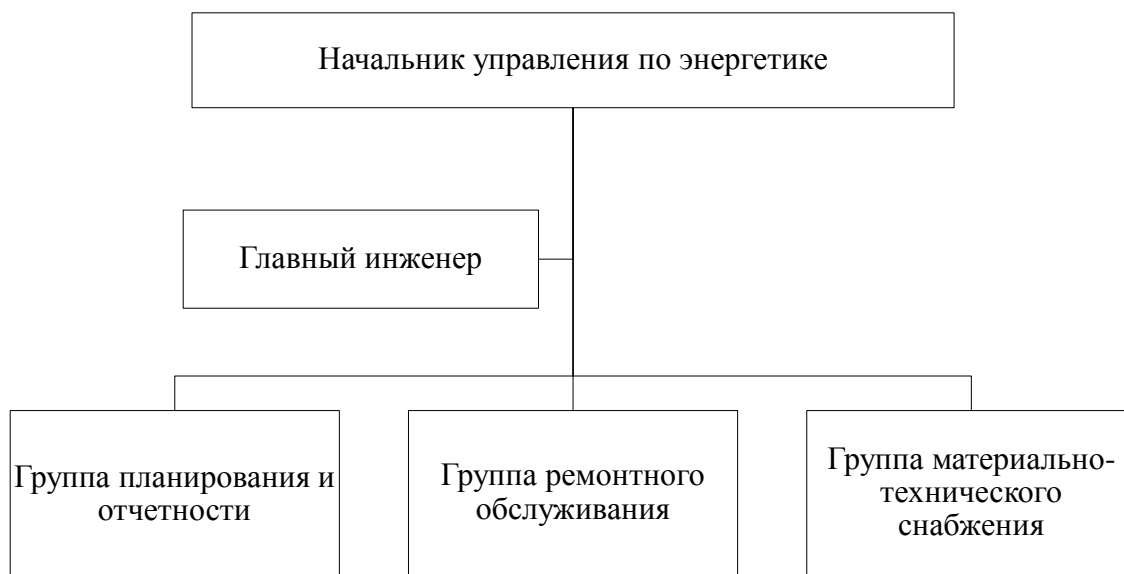 Начальник управления по энергетике
Главный инженер
Группа планирования и
отчетности
Группа ремонтного
обслуживания
Группа материально-
технического
снабжения